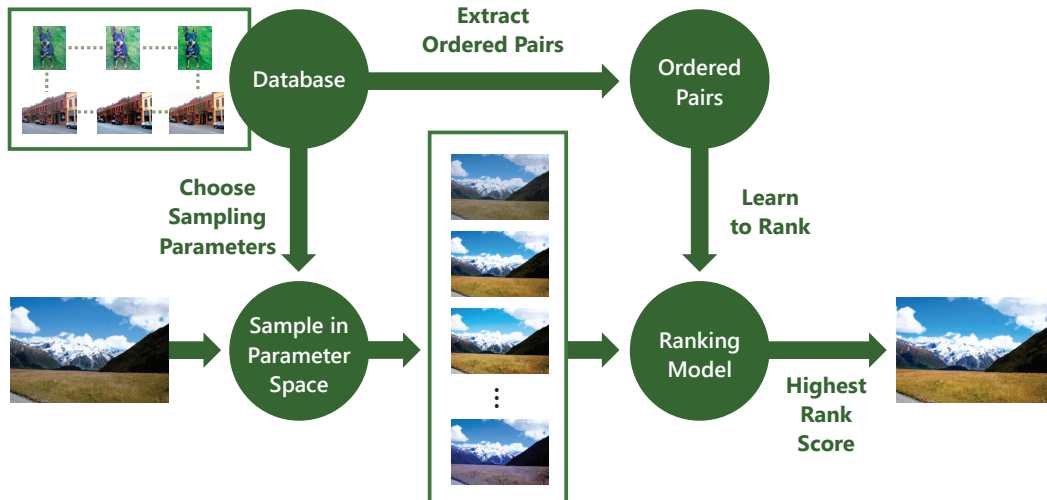 Extract
Ordered Pairs
Database
Ordered
Pairs
Choose
Sampling
Parameters
Learn
to Rank
Sample in
Parameter
Space
Ranking
Model
Highest
Rank
Score